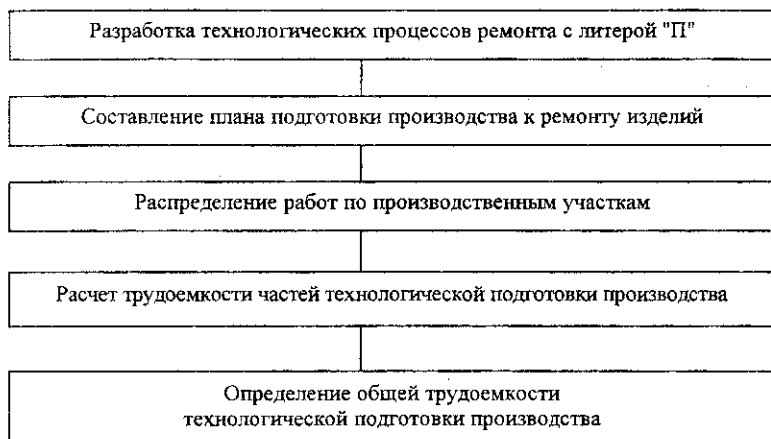 Разработка технологических процессов ремонта с литерой "П"
Составление плана подготовки производства к ремонту изделий
Распределение работ по производственным участкам
Расчет трудоемкости частей технологической подготовки производства
Определение общей трудоемкости
технологической подготовки производства